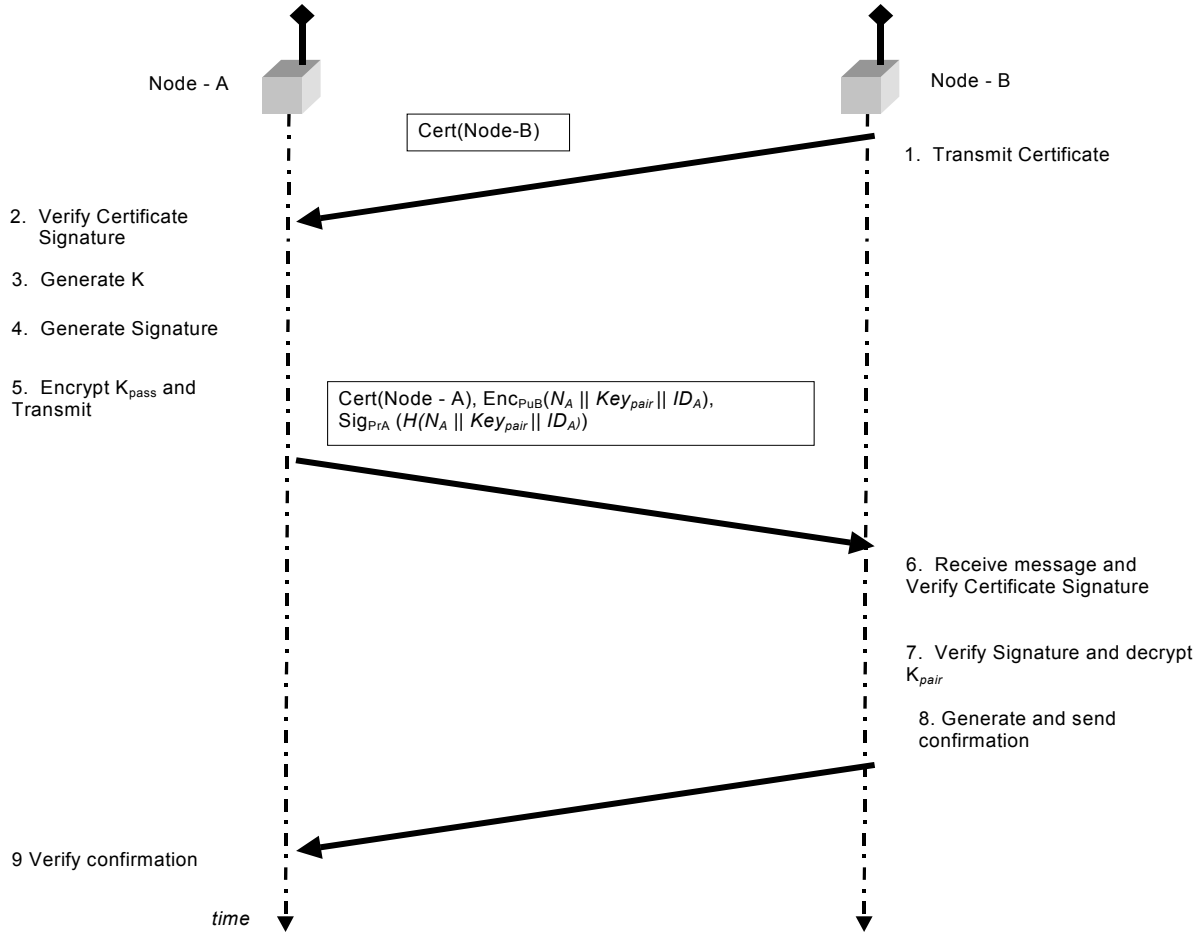 Node - A
Node - B
Cert(Node-B)
1. Transmit Certificate
2. Verify Certificate
Signature
3. Generate K
4. Generate Signature
5. Encrypt Kpass and
Transmit
Cert(Node - A), EncPuB(NA || Keypair || IDA),
SigPrA (H(NA || Keypair || IDA))
6. Receive message and
Verify Certificate Signature
7. Verify Signature and decrypt
Kpair
8. Generate and send
confirmation
9 Verify confirmation
time